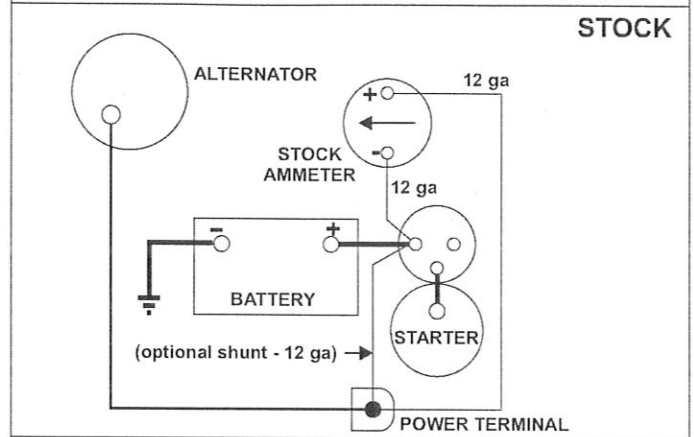 STOCK
ALTERNATOR
12 ga
+
STOCK
AMMETER
-
12 ga
-
+
BATTERY
STARTER
(optional shunt - 12 ga)
POWER TERMINAL